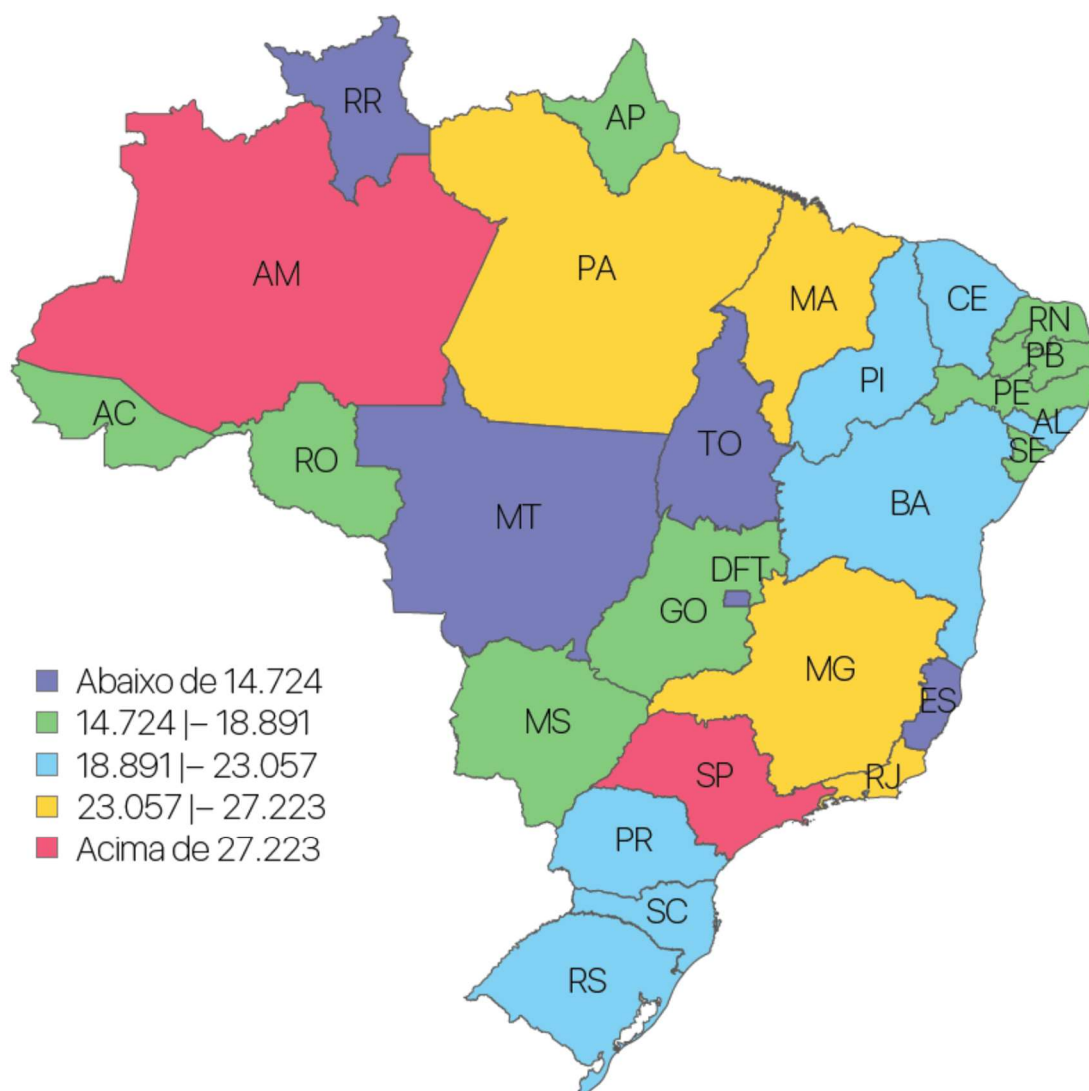 RR
AP
AM
PA
MA
CE
RN
PB
PE
AL
SE
PI
AC
RO
TO
BA
MT
DFT
GO
MG
ES
MS
SP
RJ
PR
SC
RS
Abaixo de 14.724
14.724 |– 18.891
18.891 |– 23.057
23.057 |– 27.223
Acima de 27.223